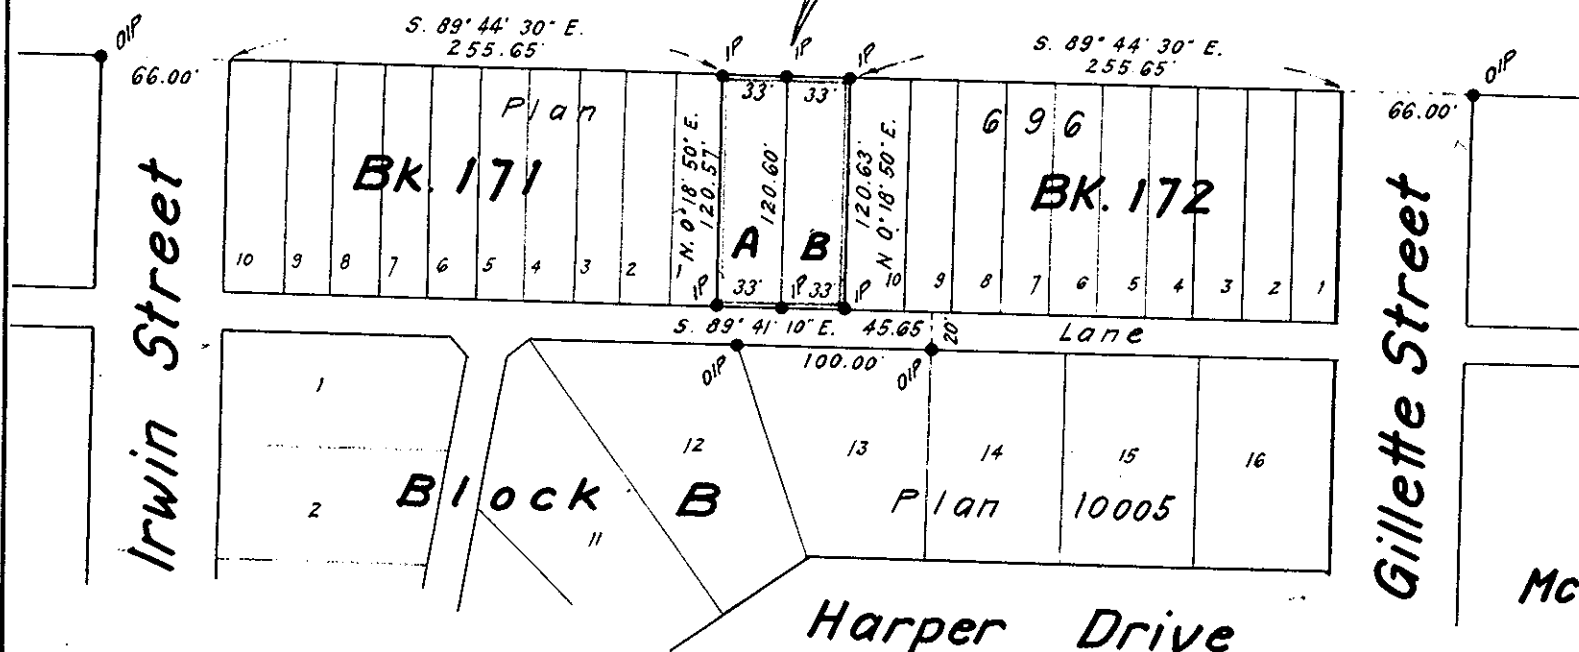 S. 89° 44' 30" E.
255.65'
S. 89° 44' 30" E.
255.65'
OIP
IP
IP
IP
OIP
66.00'
66.00'
33'
33'
Plan
696
Bk. 171
BK. 172
N. 0° 18' 50" E.
120.57'
120.60'
120.63'
N 0° 18' 50" E.
A
B
10
9
8
7
6
5
4
3
2
1
10
9
8
7
6
5
4
3
2
1
IP
33'
IP
33'
IP
S. 89° 41' 10" E.
45.65
20'
Lane
OIP
100.00'
OIP
Irwin Street
Gillette Street
1
2
11
12
13
14
15
16
Block B
Plan 10005
Harper Drive
Mc